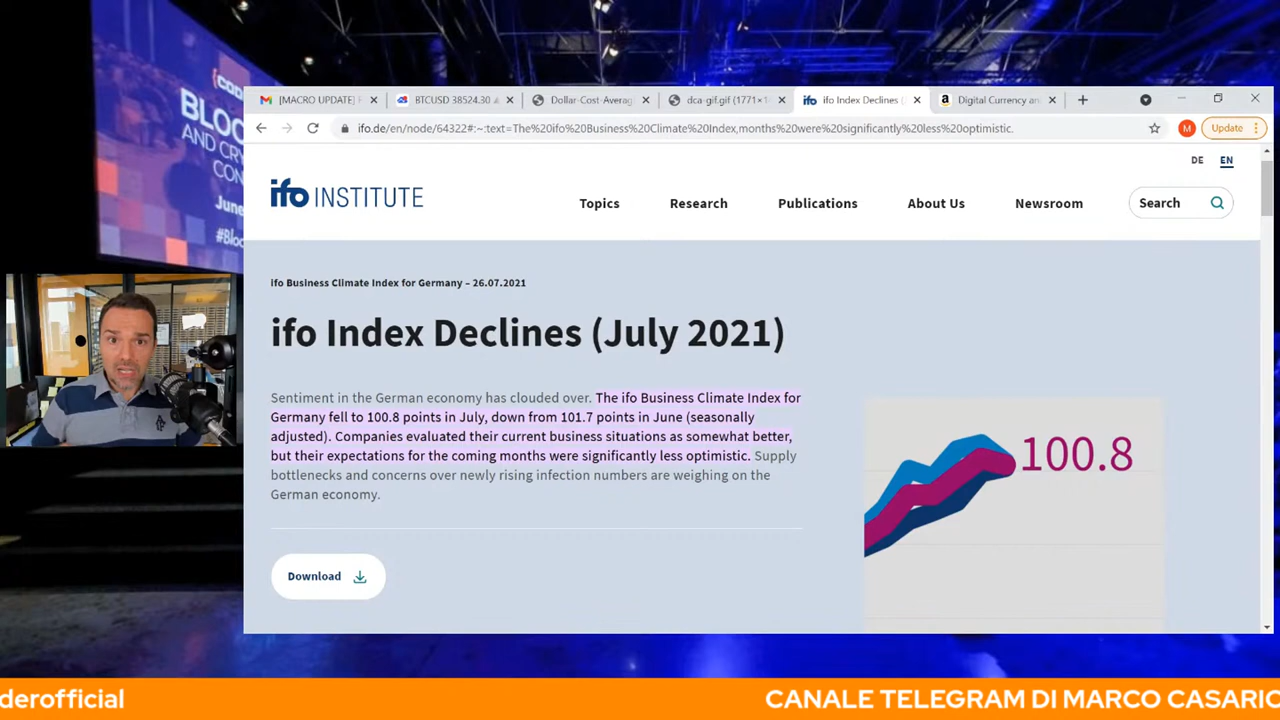 BLOC
AND CRY
CON
June
#Bloc
[MACRO UPDATE]
BTCUSD 38524.30
Dollar-Cost-Averag
dca-gif.gif (1771×1
ifo Index Declines (
Digital Currency an
ifo.de/en/node/64322#:~:text=The%20ifo%20Business%20Climate%20Index,months%20were%20significantly%20less%20optimistic.
M
Update
DE EN
ifo INSTITUTE
Topics
Research
Publications
About Us
Newsroom
Search
ifo Business Climate Index for Germany – 26.07.2021
ifo Index Declines (July 2021)
Sentiment in the German economy has clouded over. The ifo Business Climate Index for
Germany fell to 100.8 points in July, down from 101.7 points in June (seasonally
adjusted). Companies evaluated their current business situations as somewhat better,
but their expectations for the coming months were significantly less optimistic. Supply
bottlenecks and concerns over newly rising infection numbers are weighing on the
German economy.
100.8
Download
derofficial
CANALE TELEGRAM DI MARCO CASARIO